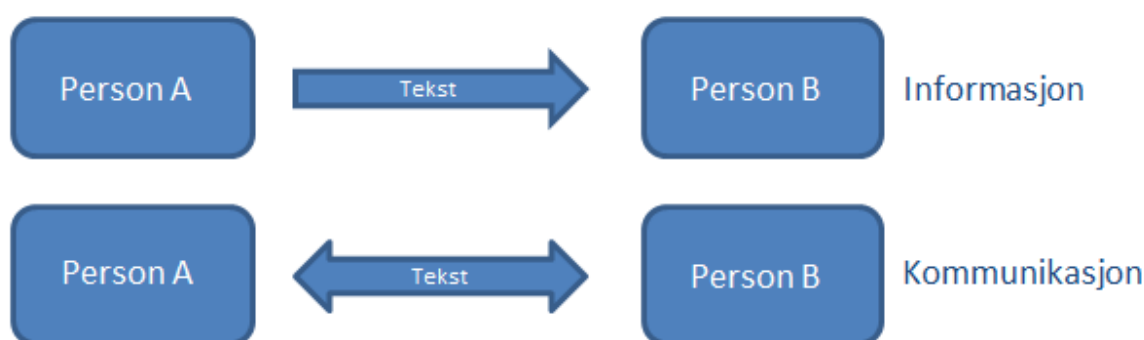 Person A
Tekst
Person B
Informasjon
Person A
Tekst
Person B
Kommunikasjon